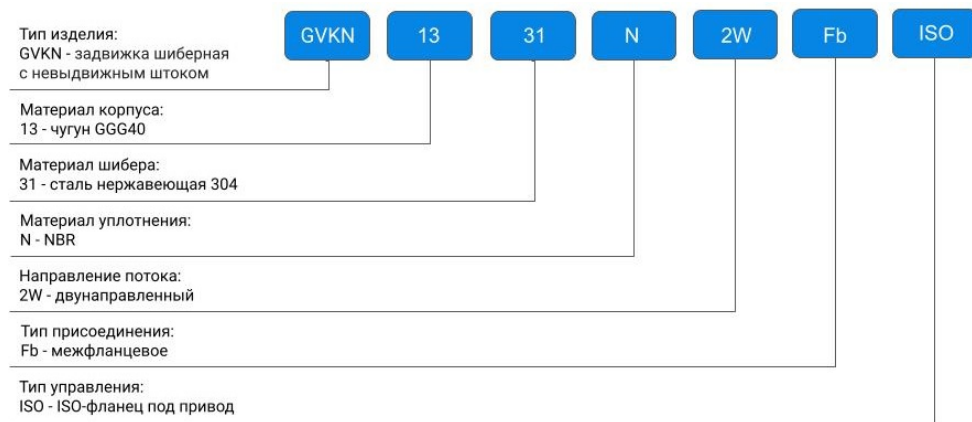 GVKN 13 31 N 2W Fb ISO
Тип изделия:
GVKN - задвижка шиберная
с невыдвижным штоком
Материал корпуса:
13 - чугун GGG40
Материал шибера:
31 - сталь нержавеющая 304
Материал уплотнения:
N - NBR
Направление потока:
2W - двунаправленный
Тип присоединения:
Fb - межфланцевое
Тип управления:
ISO - ISO-фланец под привод